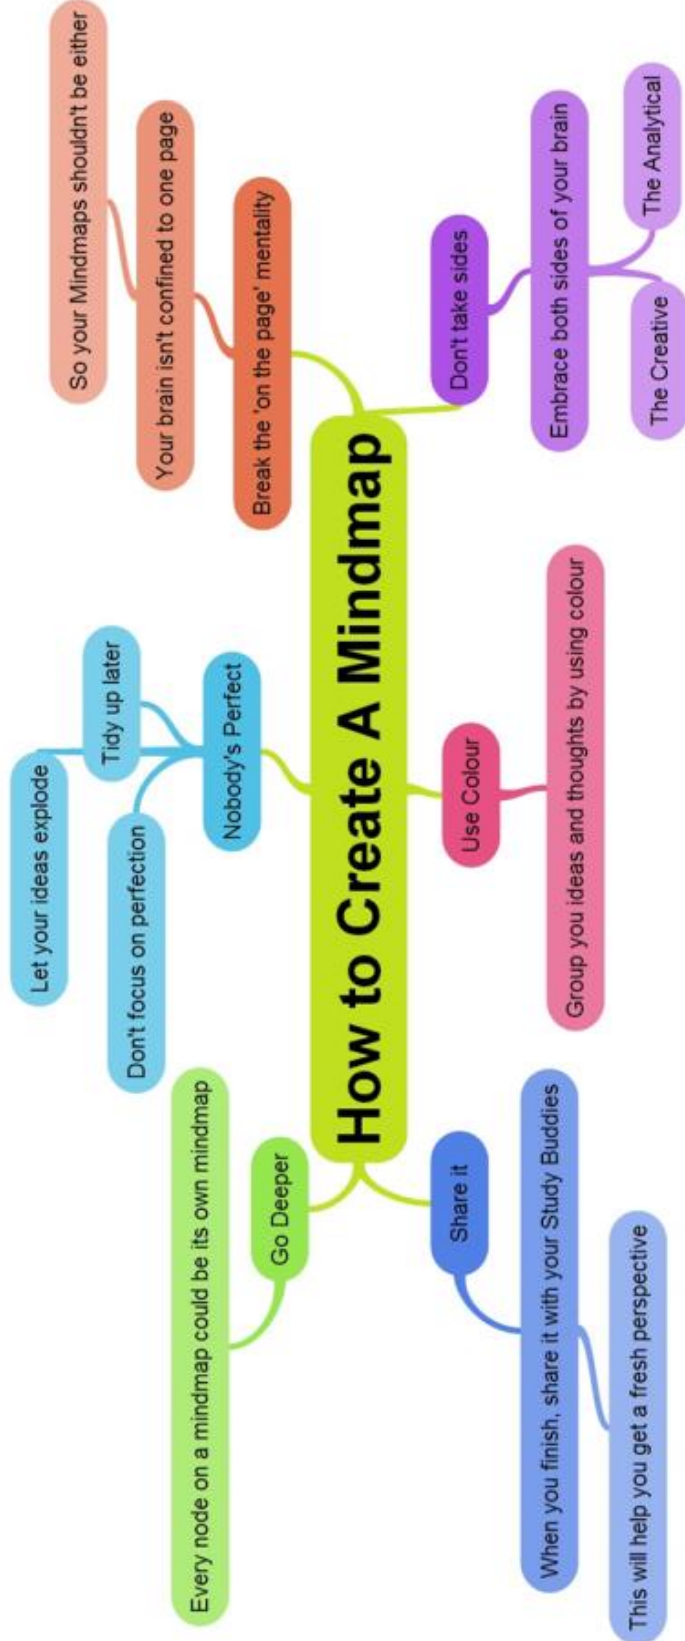 How to Create A Mindmap
Go Deeper
Every node on a mindmap could be its own mindmap
Nobody's Perfect
Don't focus on perfection
Let your ideas explode
Tidy up later
Break the 'on the page' mentality
Your brain isn't confined to one page
So your Mindmaps shouldn't be either
Share it
When you finish, share it with your Study Buddies
This will help you get a fresh perspective
Use Colour
Group you ideas and thoughts by using colour
Don't take sides
Embrace both sides of your brain
The Creative
The Analytical